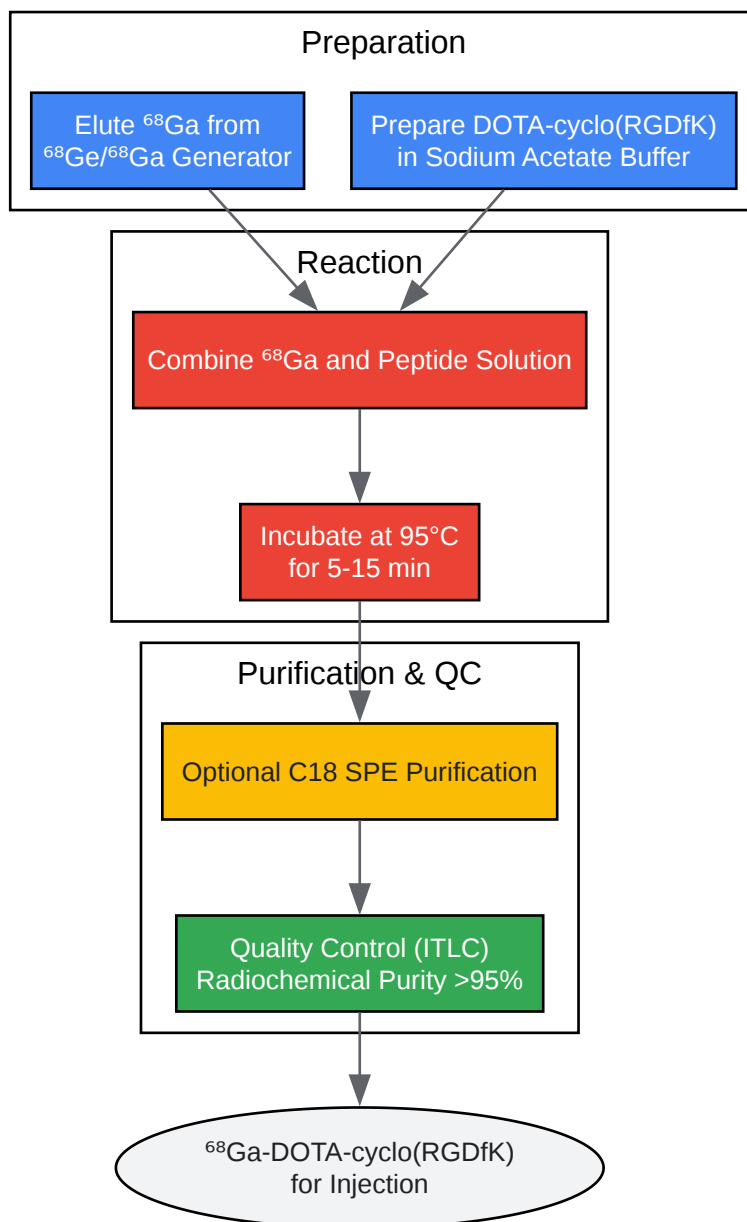 Preparation
Elute ⁶⁸Ga from
⁶⁸Ge/⁶⁸Ga Generator
Prepare DOTA-cyclo(RGDfK)
in Sodium Acetate Buffer
Reaction
Combine ⁶⁸Ga and Peptide Solution
Incubate at 95°C
for 5-15 min
Purification & QC
Optional C18 SPE Purification
Quality Control (ITLC)
Radiochemical Purity >95%
⁶⁸Ga-DOTA-cyclo(RGDfK)
for Injection